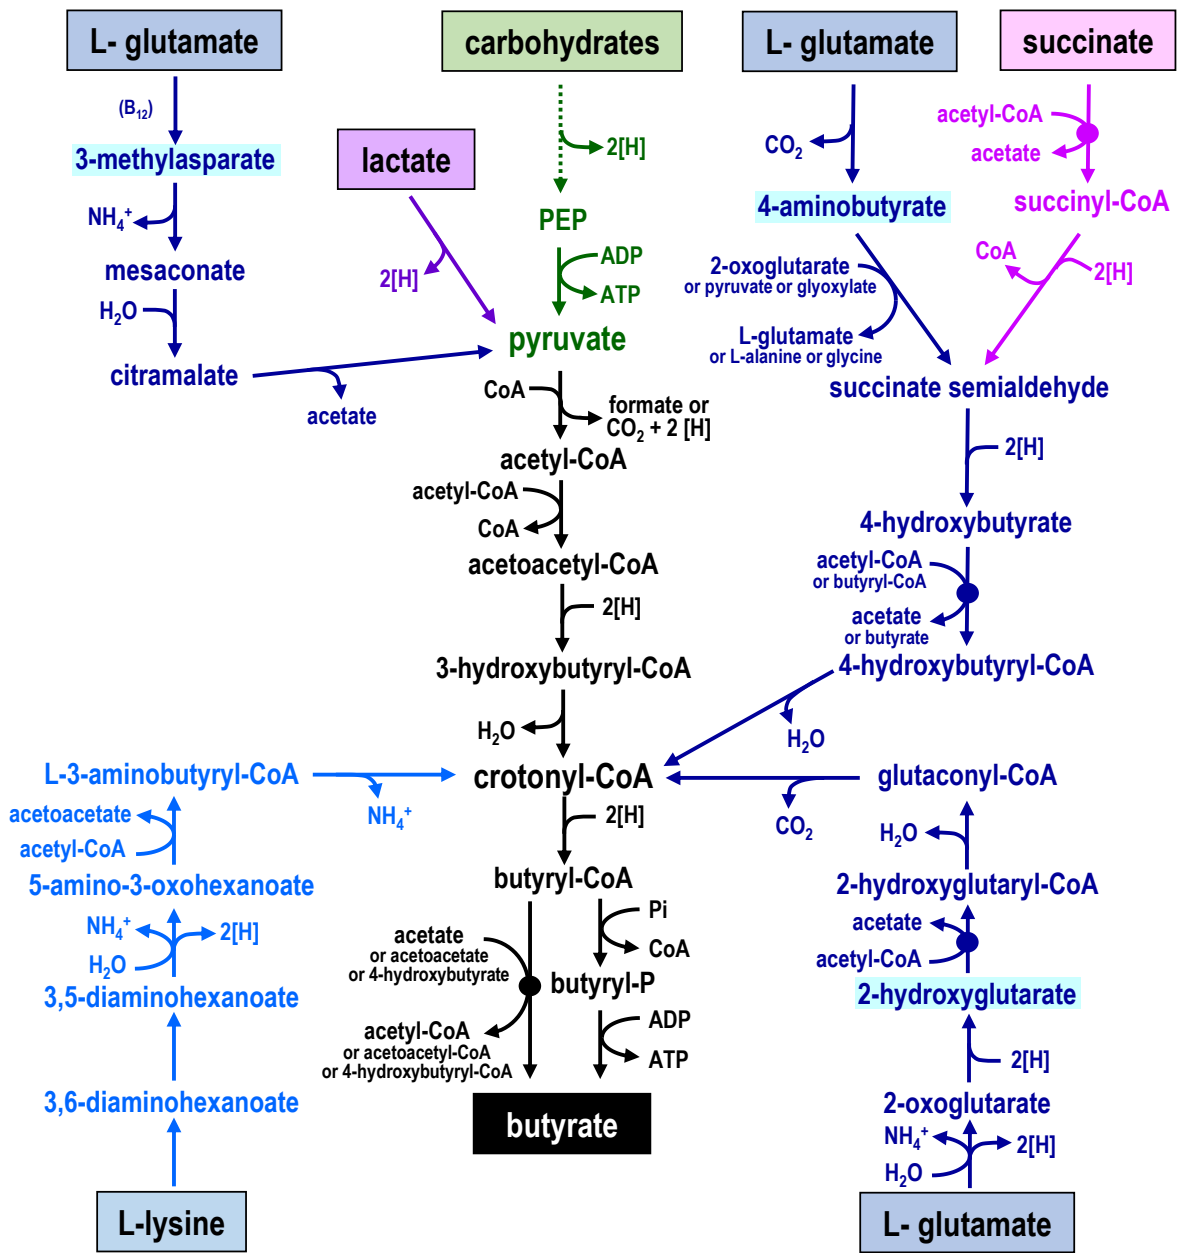 L- glutamate
carbohydrates
L- glutamate
succinate
(B₁₂)
3-methylasparate
NH₄⁺
mesaconate
H₂O
citramalate
acetate
lactate
2[H]
2[H]
PEP
ADP
ATP
pyruvate
CoA
formate or
CO₂ + 2 [H]
acetyl-CoA
acetyl-CoA
CoA
acetoacetyl-CoA
2[H]
3-hydroxybutyryl-CoA
H₂O
crotonyl-CoA
2[H]
butyryl-CoA
Pi
CoA
acetate
or acetoacetate
or 4-hydroxybutyrate
butyryl-P
acetyl-CoA
or acetoacetyl-CoA
or 4-hydroxybutyryl-CoA
ADP
ATP
butyrate
CO₂
4-aminobutyrate
2-oxoglutarate
or pyruvate or glyoxylate
L-glutamate
or L-alanine or glycine
acetyl-CoA
acetate
succinyl-CoA
CoA
2[H]
succinate semialdehyde
2[H]
4-hydroxybutyrate
acetyl-CoA
or butyryl-CoA
acetate
or butyrate
4-hydroxybutyryl-CoA
H₂O
L-3-aminobutyryl-CoA
NH₄⁺
acetoacetate
acetyl-CoA
5-amino-3-oxohexanoate
NH₄⁺
2[H]
H₂O
3,5-diaminohexanoate
3,6-diaminohexanoate
L-lysine
glutaconyl-CoA
CO₂
H₂O
2-hydroxyglutaryl-CoA
acetate
acetyl-CoA
2-hydroxyglutarate
2[H]
2-oxoglutarate
NH₄⁺
2[H]
H₂O
L- glutamate